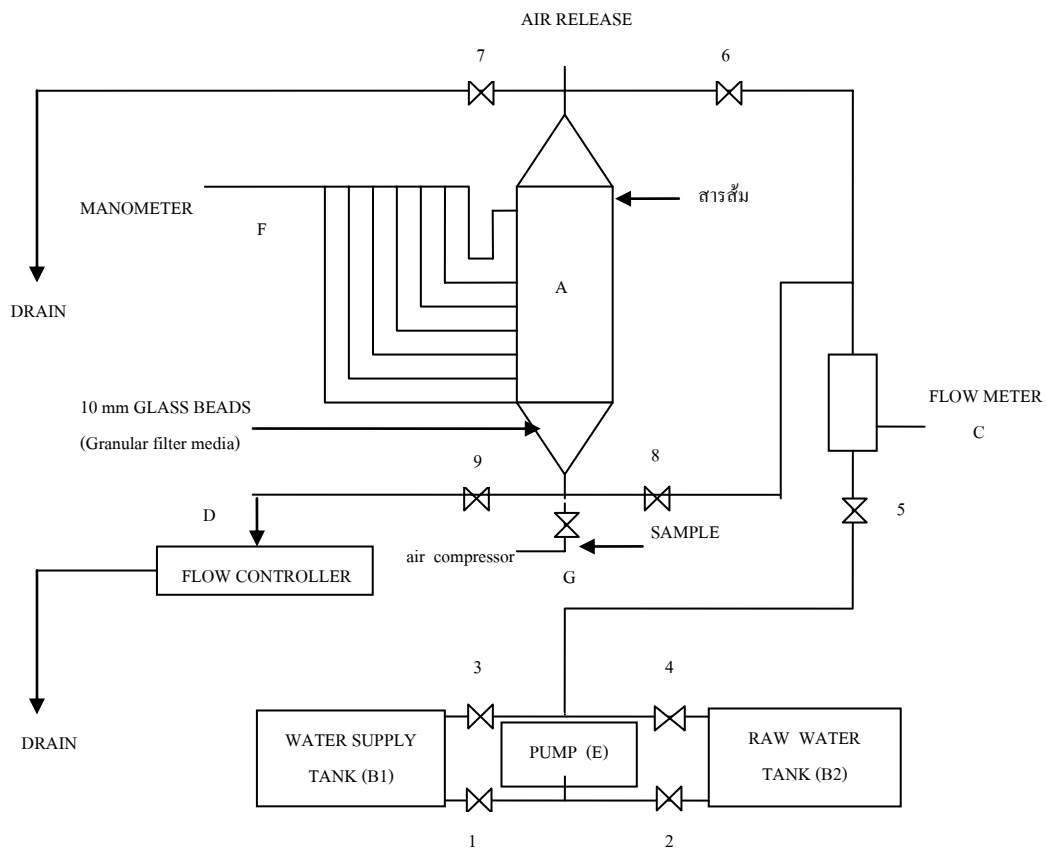 AIR RELEASE
7
6
สารส้ม
MANOMETER
F
A
DRAIN
10 mm GLASS BEADS
(Granular filter media)
FLOW METER
C
9
8
5
D
SAMPLE
air compressor
G
FLOW CONTROLLER
3
4
DRAIN
WATER SUPPLY
TANK (B1)
PUMP (E)
RAW WATER
TANK (B2)
1
2